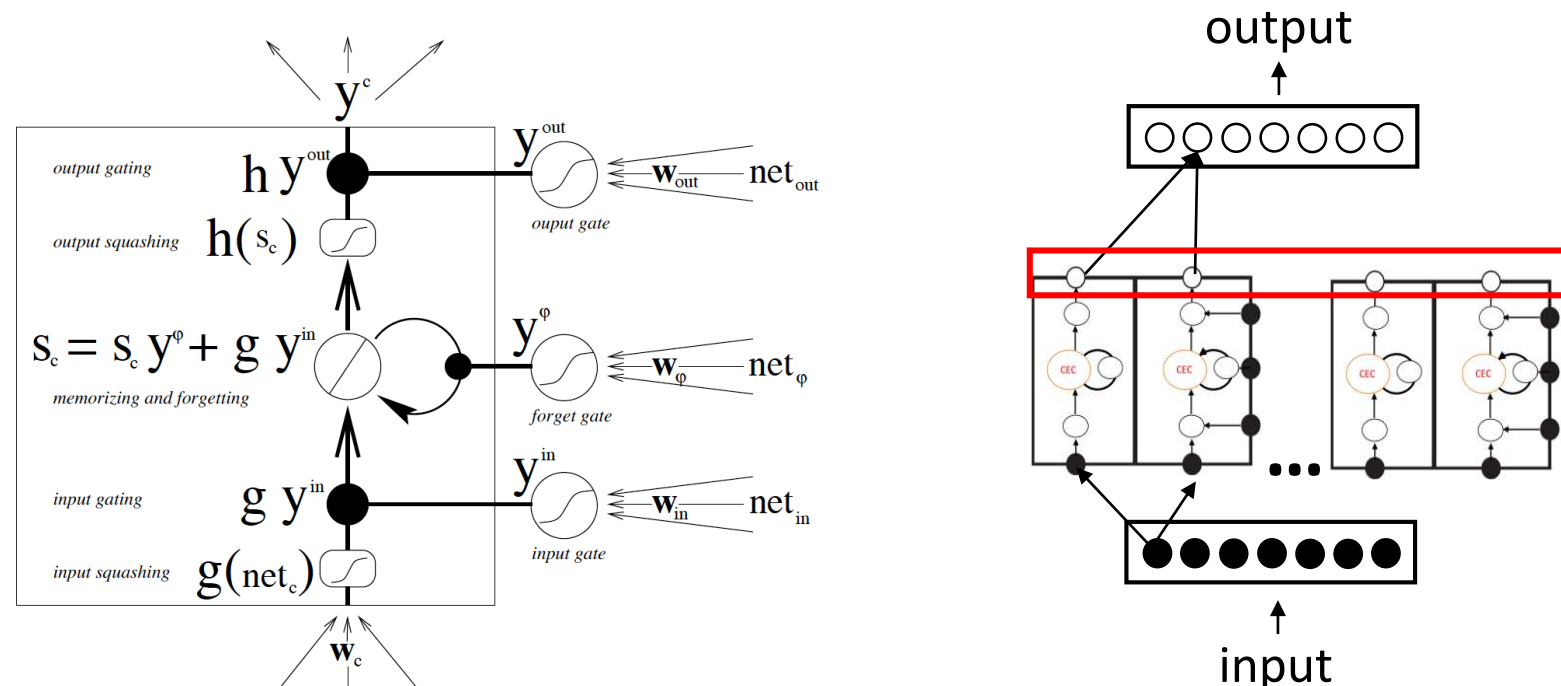 y^c
y^out
output gating
h y^out
w_out
net_out
ouput gate
output squashing
h(s_c)
y^φ
s_c = s_c y^φ + g y^in
w_φ
net_φ
memorizing and forgetting
forget gate
y^in
input gating
g y^in
w_in
net_in
input gate
input squashing
g(net_c)
w_c
output
CEC
CEC
CEC
CEC
...
input